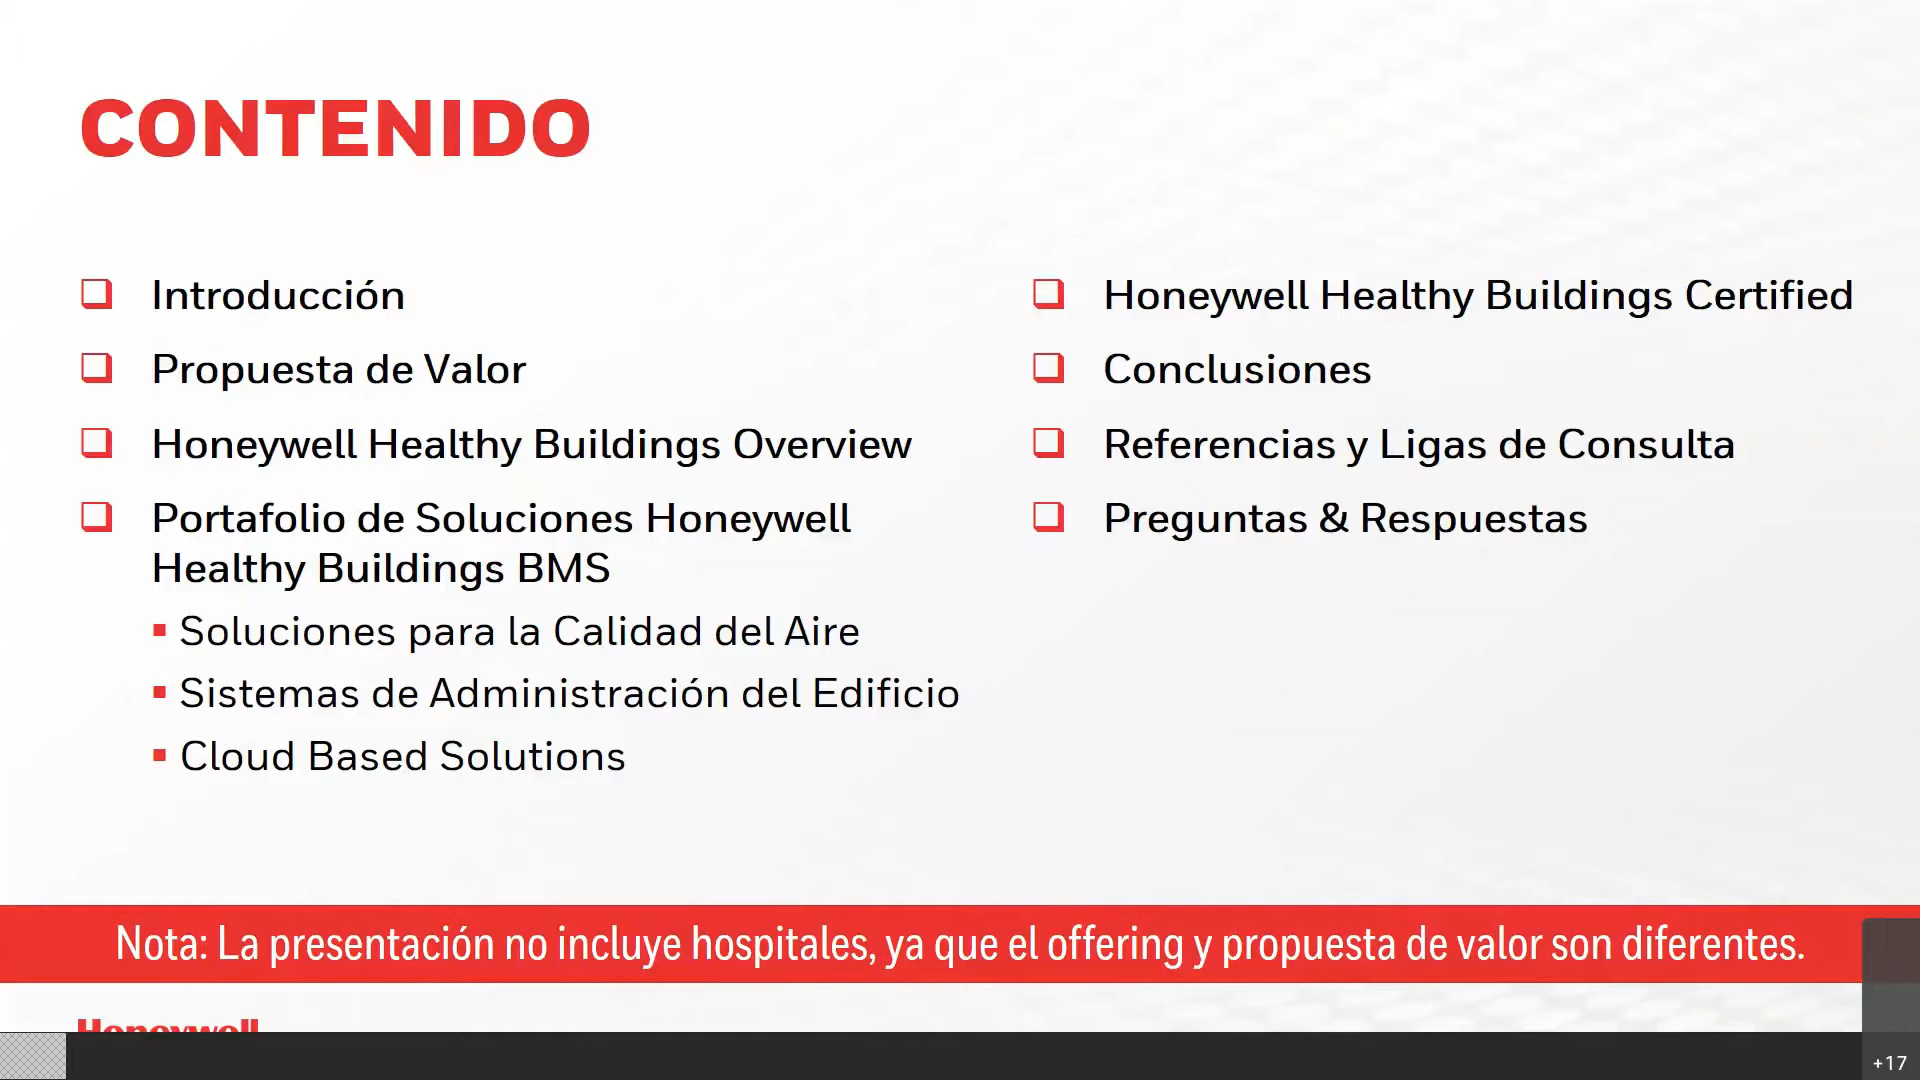 CONTENIDO
Introducción
Propuesta de Valor
Honeywell Healthy Buildings Overview
Portafolio de Soluciones Honeywell
Healthy Buildings BMS
Soluciones para la Calidad del Aire
Sistemas de Administración del Edificio
Cloud Based Solutions
Honeywell Healthy Buildings Certified
Conclusiones
Referencias y Ligas de Consulta
Preguntas & Respuestas
Nota: La presentación no incluye hospitales, ya que el offering y propuesta de valor son diferentes.
Honeywell
+17